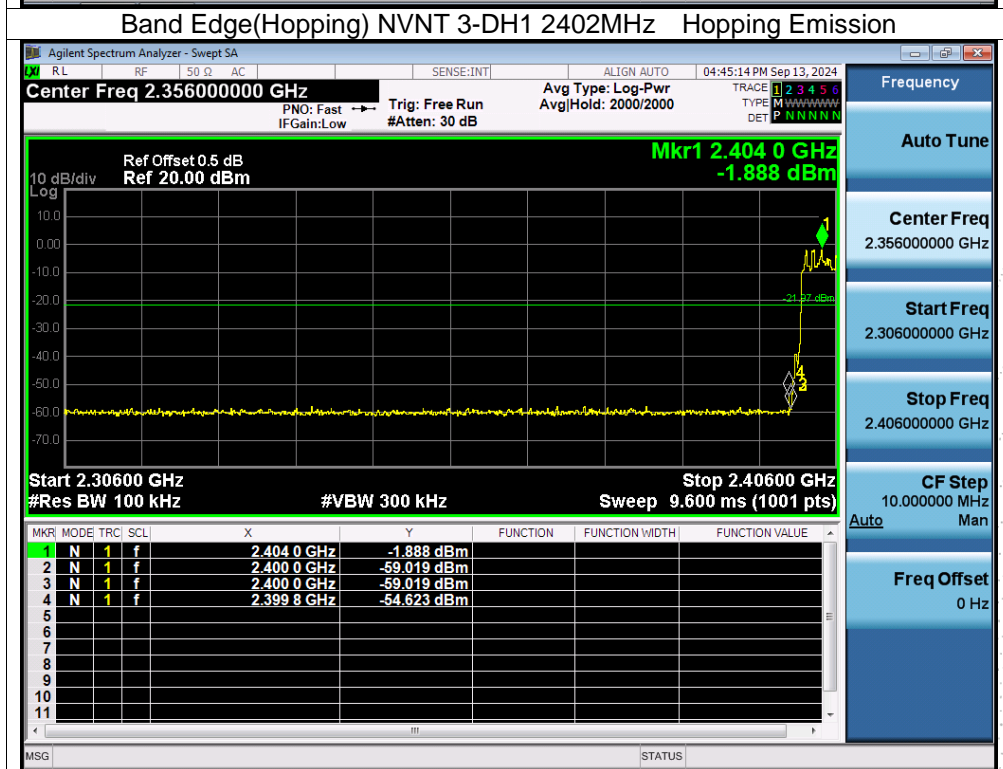 Band Edge(Hopping) NVNT 3-DH1 2402MHz Hopping Emission
Agilent Spectrum Analyzer - Swept SA
LXI RL RF 50 Ω AC SENSE:INT ALIGN AUTO 04:45:14 PM Sep 13, 2024
Center Freq 2.356000000 GHz
PNO: Fast
IFGain:Low
Trig: Free Run
#Atten: 30 dB
Avg Type: Log-Pwr
Avg|Hold: 2000/2000
TRACE 1 2 3 4 5 6
TYPE M WWWWW
DET P N N N N N
Frequency
Mkr1 2.404 0 GHz
-1.888 dBm
Ref Offset 0.5 dB
10 dB/div Ref 20.00 dBm
Log
10.0
0.00
-10.0
-20.0
-30.0
-40.0
-50.0
-60.0
-70.0
1
-21.97 dBm
4
Start 2.30600 GHz Stop 2.40600 GHz
#Res BW 100 kHz #VBW 300 kHz Sweep 9.600 ms (1001 pts)
MKR MODE TRC SCL X Y FUNCTION FUNCTION WIDTH FUNCTION VALUE
1 N 1 f 2.404 0 GHz -1.888 dBm
2 N 1 f 2.400 0 GHz -59.019 dBm
3 N 1 f 2.400 0 GHz -59.019 dBm
4 N 1 f 2.399 8 GHz -54.623 dBm
5
6
7
8
9
10
11
Auto Tune
Center Freq
2.356000000 GHz
Start Freq
2.306000000 GHz
Stop Freq
2.406000000 GHz
CF Step
10.000000 MHz
Auto Man
Freq Offset
0 Hz
MSG STATUS